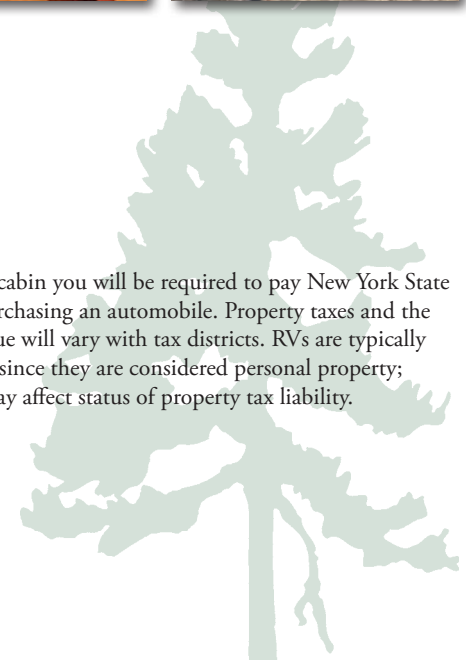 cabin you will be required to pay New York State
rchasing an automobile. Property taxes and the
ue will vary with tax districts. RVs are typically
since they are considered personal property;
ay affect status of property tax liability.